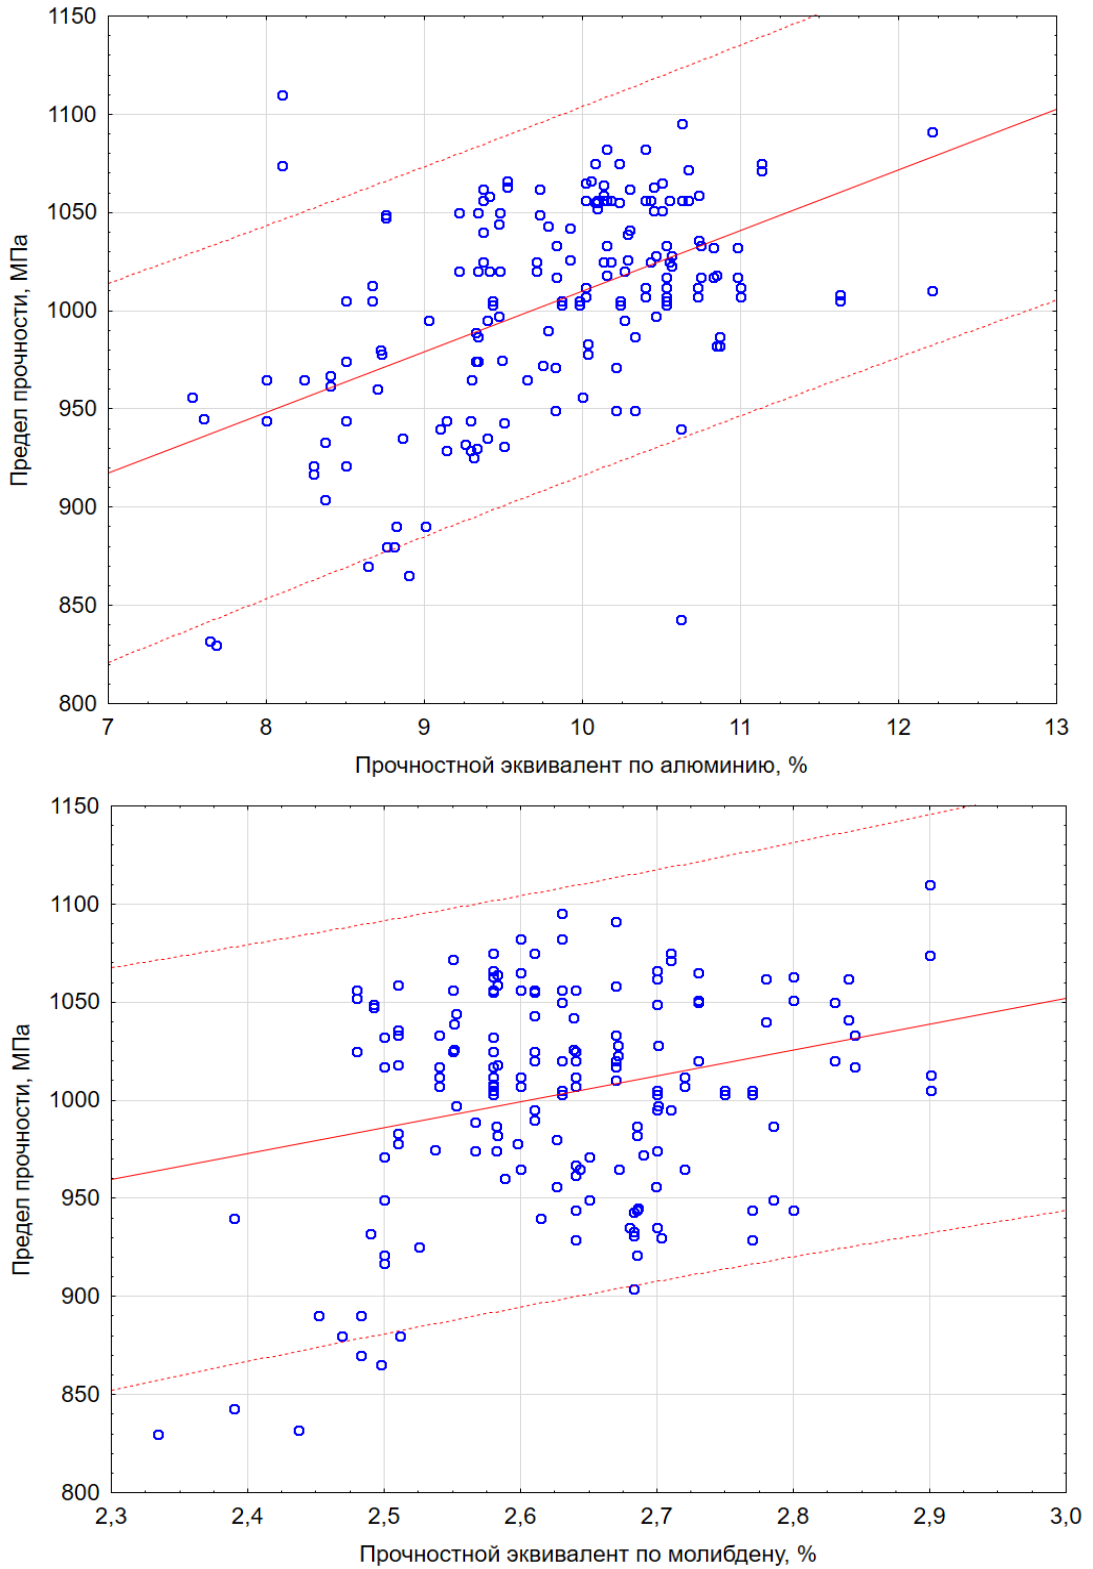 1150
1100
1050
1000
950
900
850
800
Предел прочности, МПа
7 8 9 10 11 12 13
Прочностной эквивалент по алюминию, %
1150
1100
1050
1000
950
900
850
800
Предел прочности, МПа
2,3 2,4 2,5 2,6 2,7 2,8 2,9 3,0
Прочностной эквивалент по молибдену, %